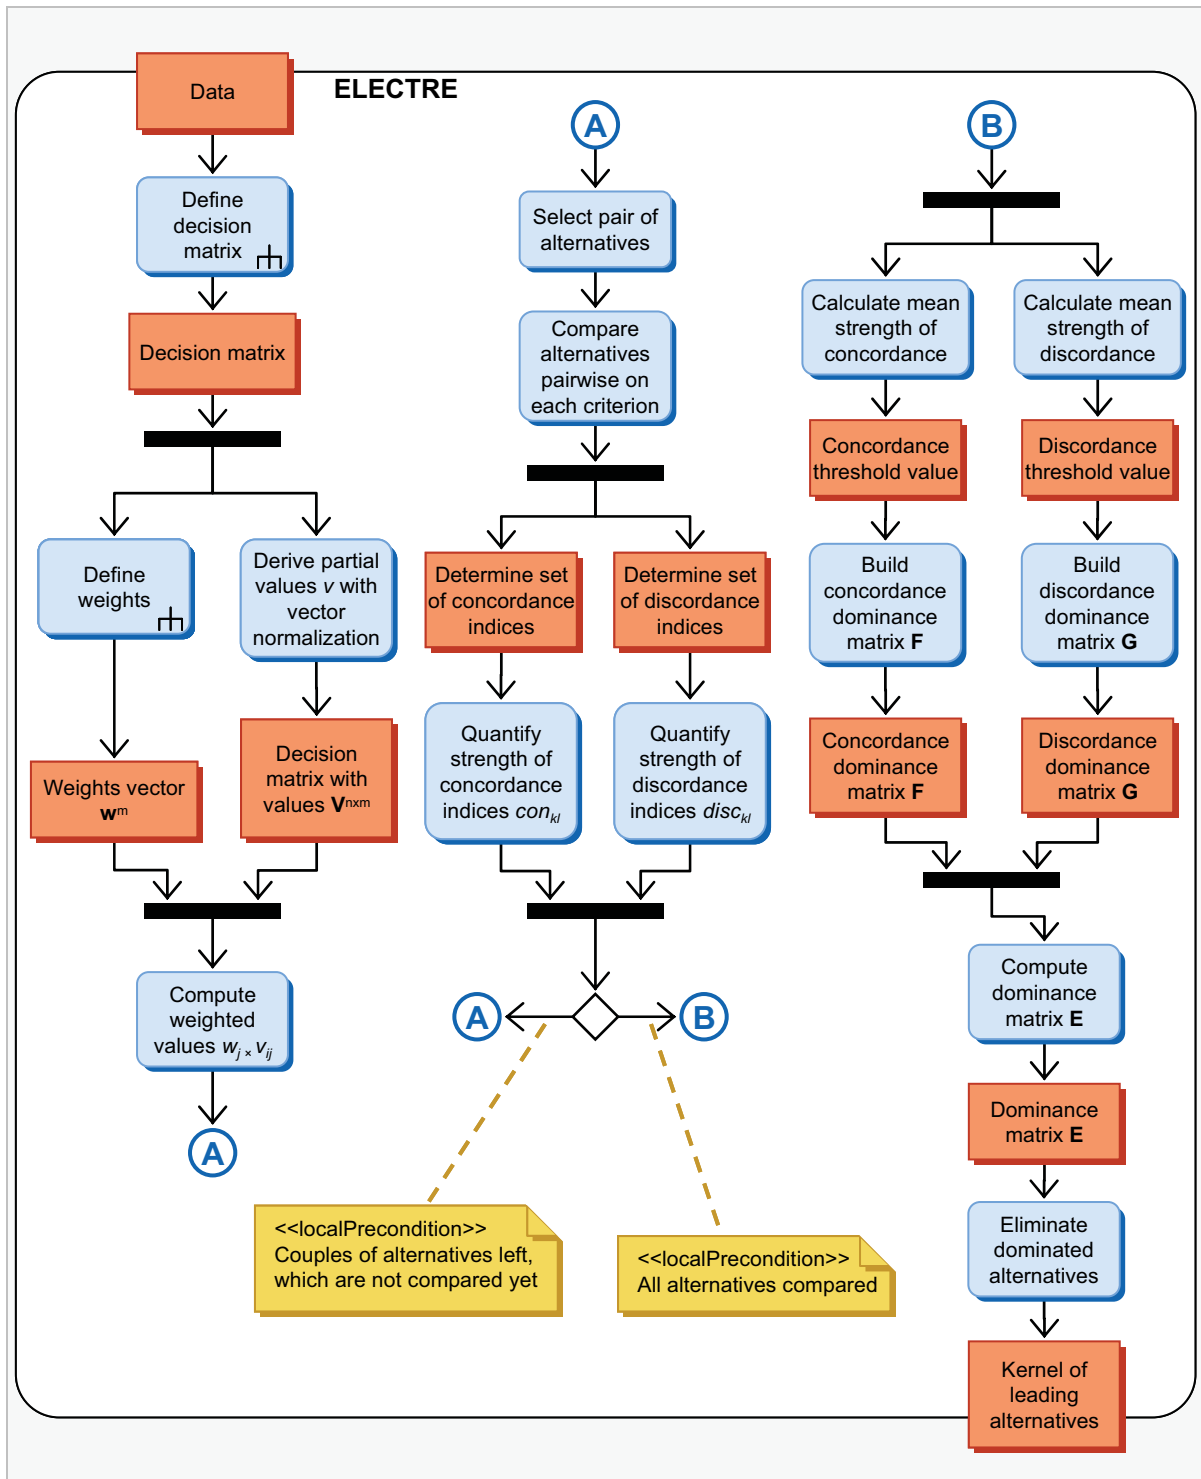 ELECTRE
Data
Define
decision
matrix
Decision matrix
Define
weights
Derive partial
values v with
vector
normalization
Weights vector
wᵐ
Decision
matrix with
values Vⁿˣᵐ
Compute
weighted
values wⱼ × vᵢⱼ
A
A
Select pair of
alternatives
Compare
alternatives
pairwise on
each criterion
Determine set
of concordance
indices
Determine set
of discordance
indices
Quantify
strength of
concordance
indices conₖₗ
Quantify
strength of
discordance
indices discₖₗ
A
B
<<localPrecondition>>
Couples of alternatives left,
which are not compared yet
<<localPrecondition>>
All alternatives compared
B
Calculate mean
strength of
concordance
Calculate mean
strength of
discordance
Concordance
threshold value
Discordance
threshold value
Build
concordance
dominance
matrix F
Build
discordance
dominance
matrix G
Concordance
dominance
matrix F
Discordance
dominance
matrix G
Compute
dominance
matrix E
Dominance
matrix E
Eliminate
dominated
alternatives
Kernel of
leading
alternatives